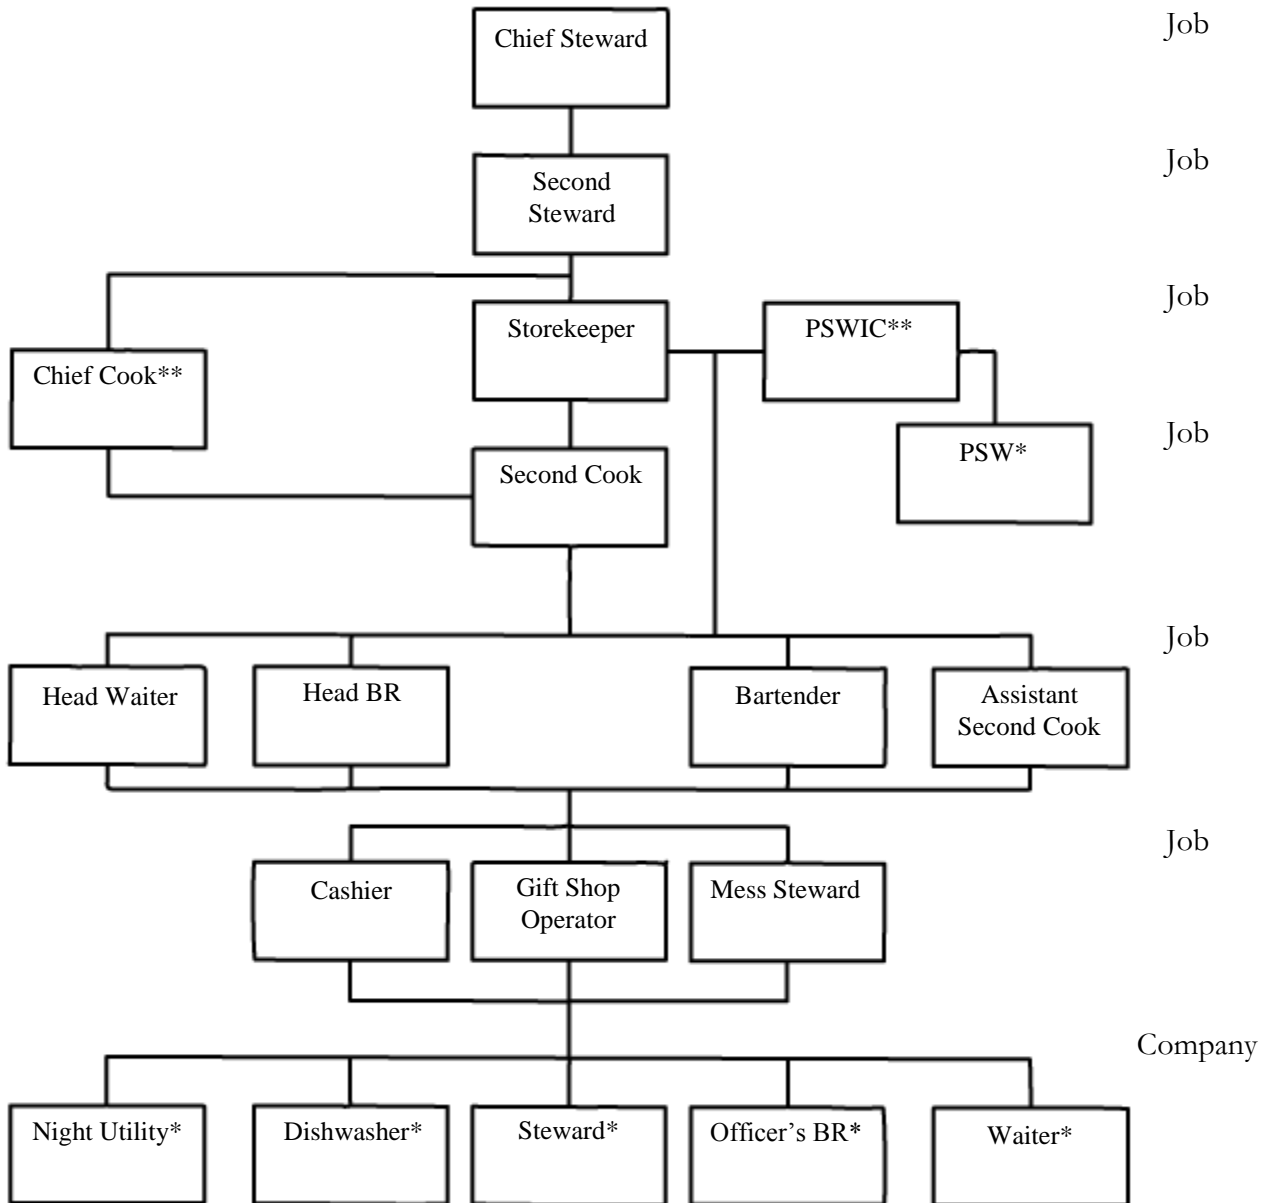 Chief Steward
Job
Second
Steward
Job
Storekeeper
PSWIC**
Job
Chief Cook**
Second Cook
PSW*
Job
Head Waiter
Head BR
Bartender
Assistant
Second Cook
Job
Cashier
Gift Shop
Operator
Mess Steward
Job
Company
Night Utility*
Dishwasher*
Steward*
Officer’s BR*
Waiter*